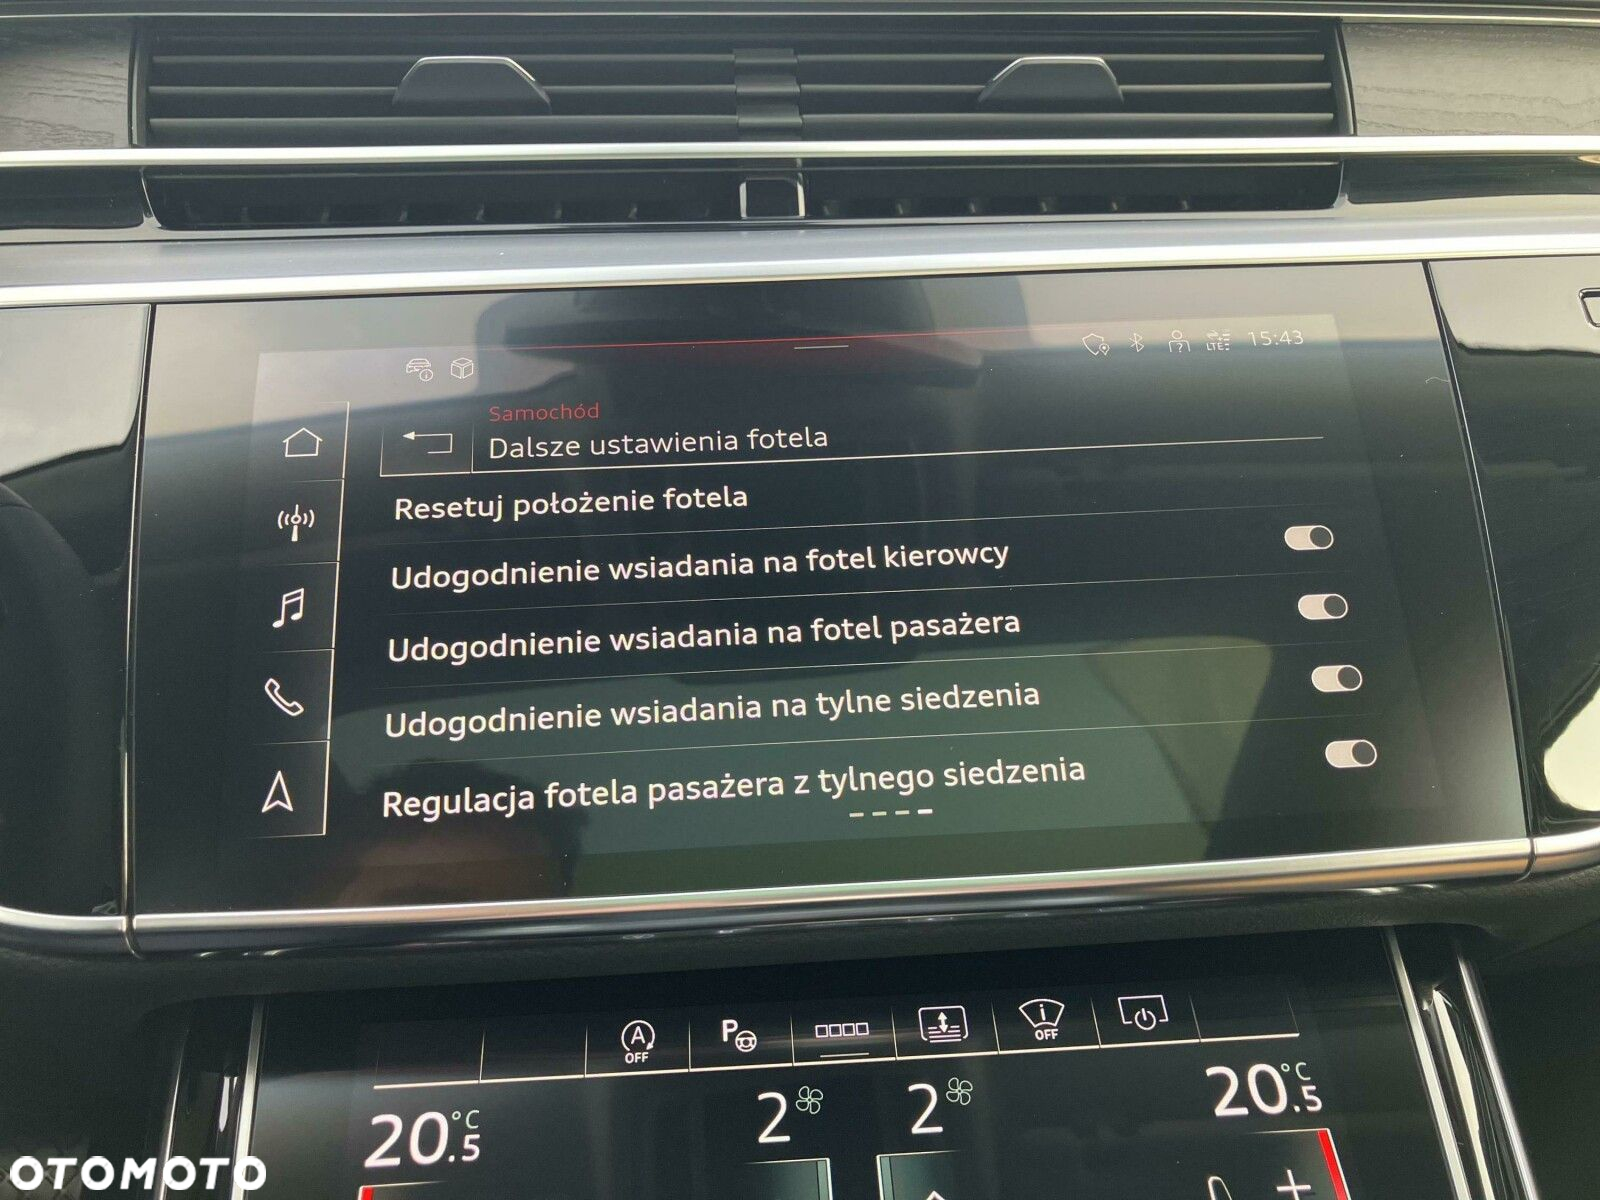 LTE
15:43
Samochód
Dalsze ustawienia fotela
Resetuj położenie fotela
Udogodnienie wsiadania na fotel kierowcy
Udogodnienie wsiadania na fotel pasażera
Udogodnienie wsiadania na tylne siedzenia
Regulacja fotela pasażera z tylnego siedzenia
A
OFF
P
OFF
20.5 °C
2
2
20.5 °C
OTOMOTO